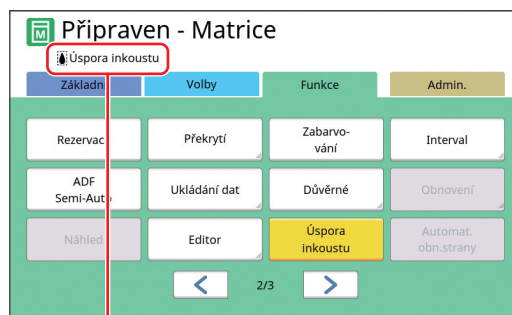 M Připraven - Matrice
Úspora inkoustu
Základní Volby Funkce Admin.
Rezervace Překrytí Zabarvo-
vání Interval
ADF
Semi-Auto Ukládání dat Důvěrné Obnovení
Náhled Editor Úspora
inkoustu Automat.
obn.strany
2/3